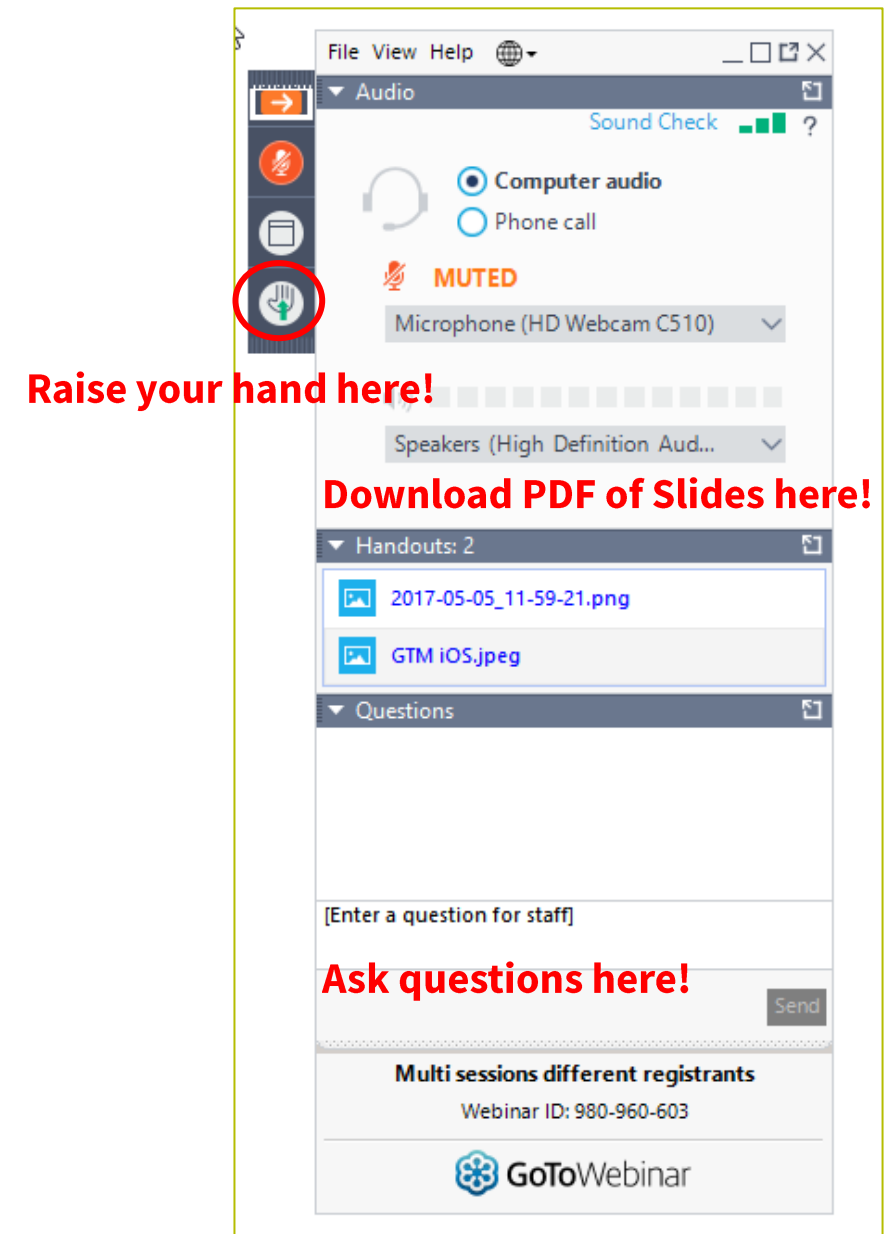 File View Help
Audio
Sound Check ?
Computer audio
Phone call
MUTED
Microphone (HD Webcam C510)
Raise your hand here!
Speakers (High Definition Aud...
Download PDF of Slides here!
Handouts: 2
2017-05-05_11-59-21.png
GTM iOS.jpeg
Questions
[Enter a question for staff]
Ask questions here!
Send
Multi sessions different registrants
Webinar ID: 980-960-603
GoToWebinar